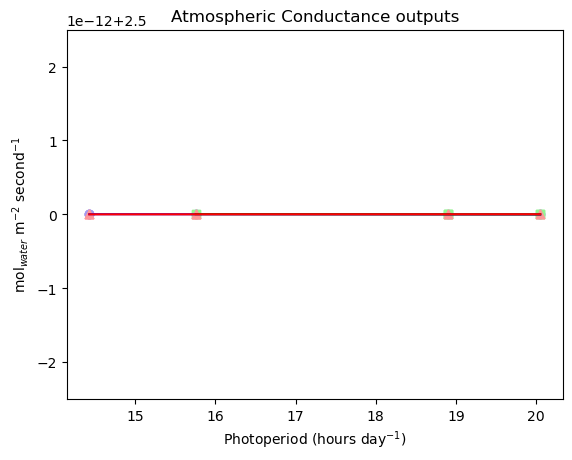 Atmospheric Conductance outputs
1e−12+2.5
2
1
0
−1
−2
mol_{water} m^{−2} second^{−1}
15 16 17 18 19 20
Photoperiod (hours day^{−1})